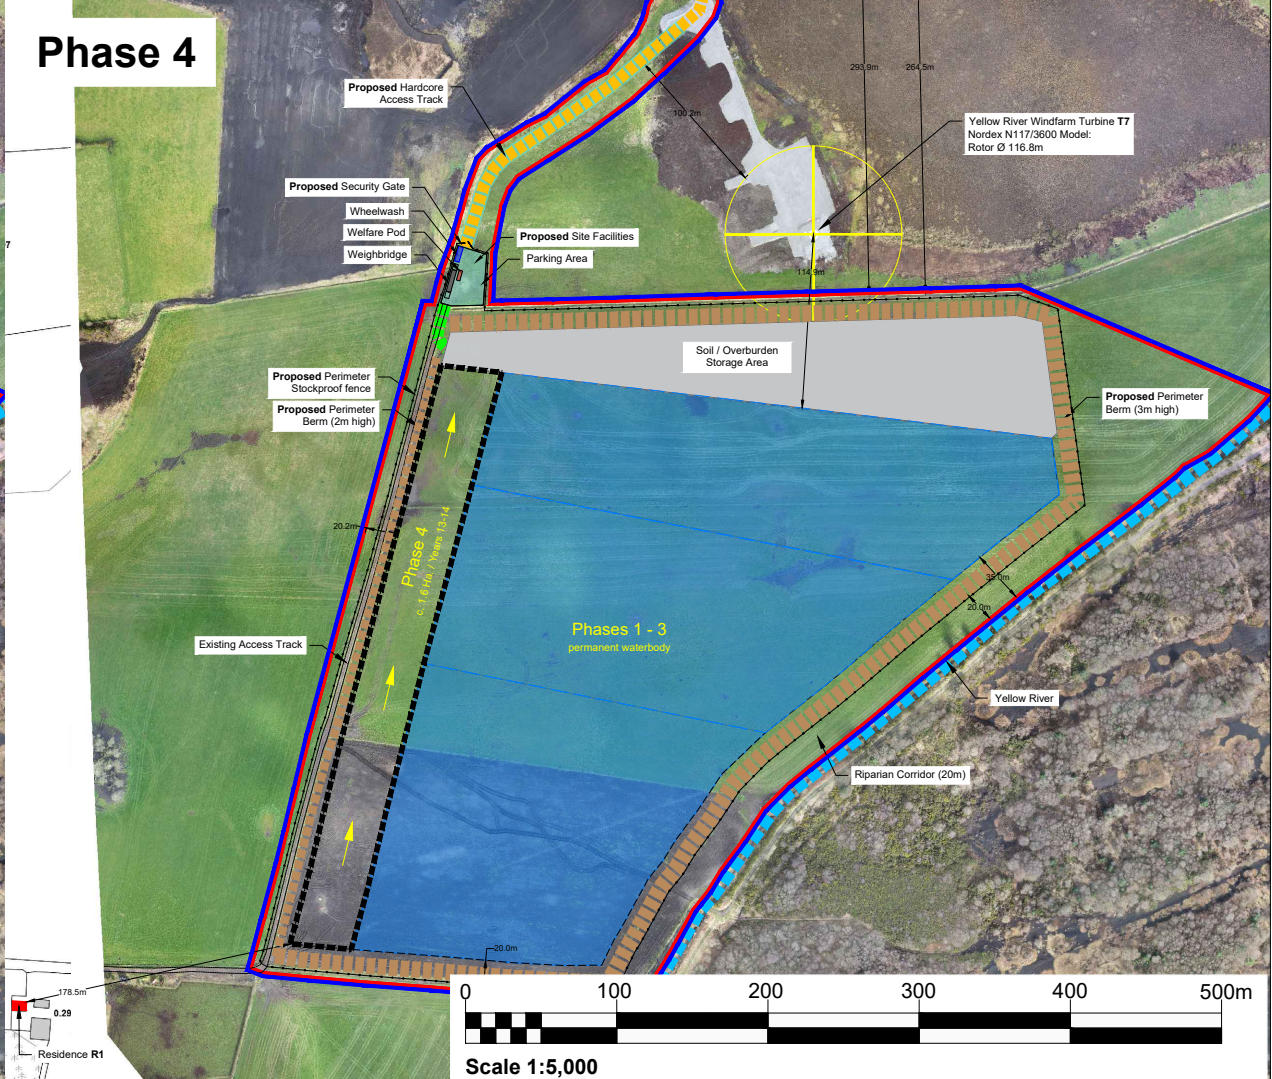 Phase 4
Proposed Hardcore
Access Track
293.9m
264.5m
100.2m
Yellow River Windfarm Turbine T7
Nordex N117/3600 Model:
Rotor Ø 116.8m
Proposed Security Gate
Wheelwash
Welfare Pod
Weighbridge
Proposed Site Facilities
Parking Area
7
114.9m
Soil / Overburden
Storage Area
Proposed Perimeter
Stockproof fence
Proposed Perimeter
Berm (2m high)
Proposed Perimeter
Berm (3m high)
20.2m
Phase 4
c. 1.6 Ha. / Years 13-14
35.0m
20.0m
Phases 1 - 3
permanent waterbody
Existing Access Track
Yellow River
Riparian Corridor (20m)
20.0m
178.5m
0.29
Residence R1
0 100 200 300 400 500m
Scale 1:5,000